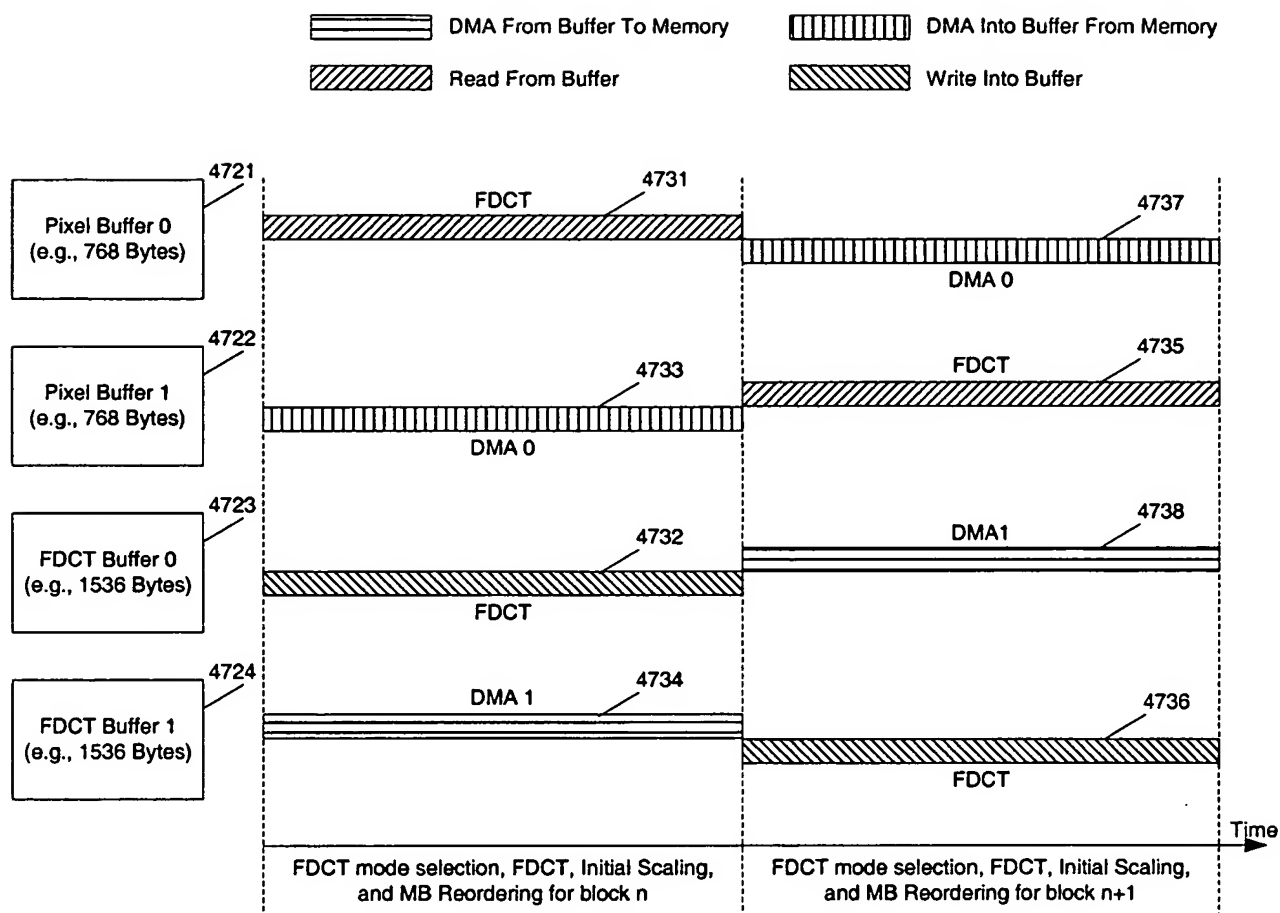 DMA From Buffer To Memory
DMA Into Buffer From Memory
Read From Buffer
Write Into Buffer
4721
Pixel Buffer 0
(e.g., 768 Bytes)
FDCT
4731
4737
DMA 0
4722
Pixel Buffer 1
(e.g., 768 Bytes)
4733
DMA 0
FDCT
4735
4723
FDCT Buffer 0
(e.g., 1536 Bytes)
4732
FDCT
DMA1
4738
4724
FDCT Buffer 1
(e.g., 1536 Bytes)
DMA 1
4734
4736
FDCT
Time
FDCT mode selection, FDCT, Initial Scaling,
and MB Reordering for block n
FDCT mode selection, FDCT, Initial Scaling,
and MB Reordering for block n+1